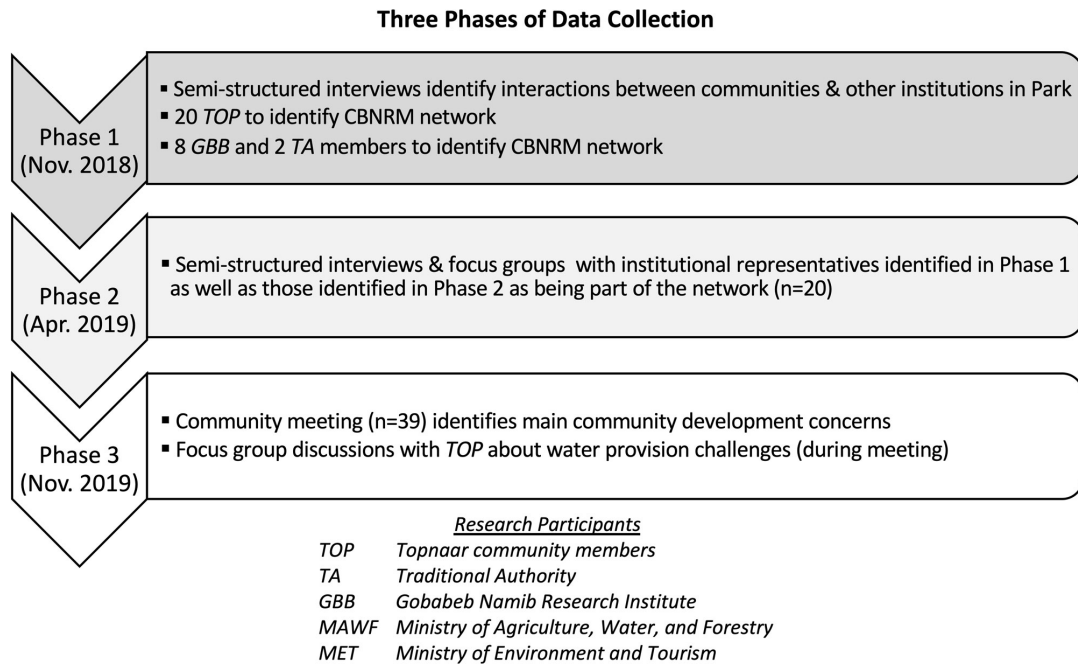 Three Phases of Data Collection
Phase 1
(Nov. 2018)
▪ Semi-structured interviews identify interactions between communities & other institutions in Park
▪ 20 TOP to identify CBNRM network
▪ 8 GBB and 2 TA members to identify CBNRM network
Phase 2
(Apr. 2019)
▪ Semi-structured interviews & focus groups with institutional representatives identified in Phase 1
as well as those identified in Phase 2 as being part of the network (n=20)
Phase 3
(Nov. 2019)
▪ Community meeting (n=39) identifies main community development concerns
▪ Focus group discussions with TOP about water provision challenges (during meeting)
Research Participants
TOP Topnaar community members
TA Traditional Authority
GBB Gobabeb Namib Research Institute
MAWF Ministry of Agriculture, Water, and Forestry
MET Ministry of Environment and Tourism